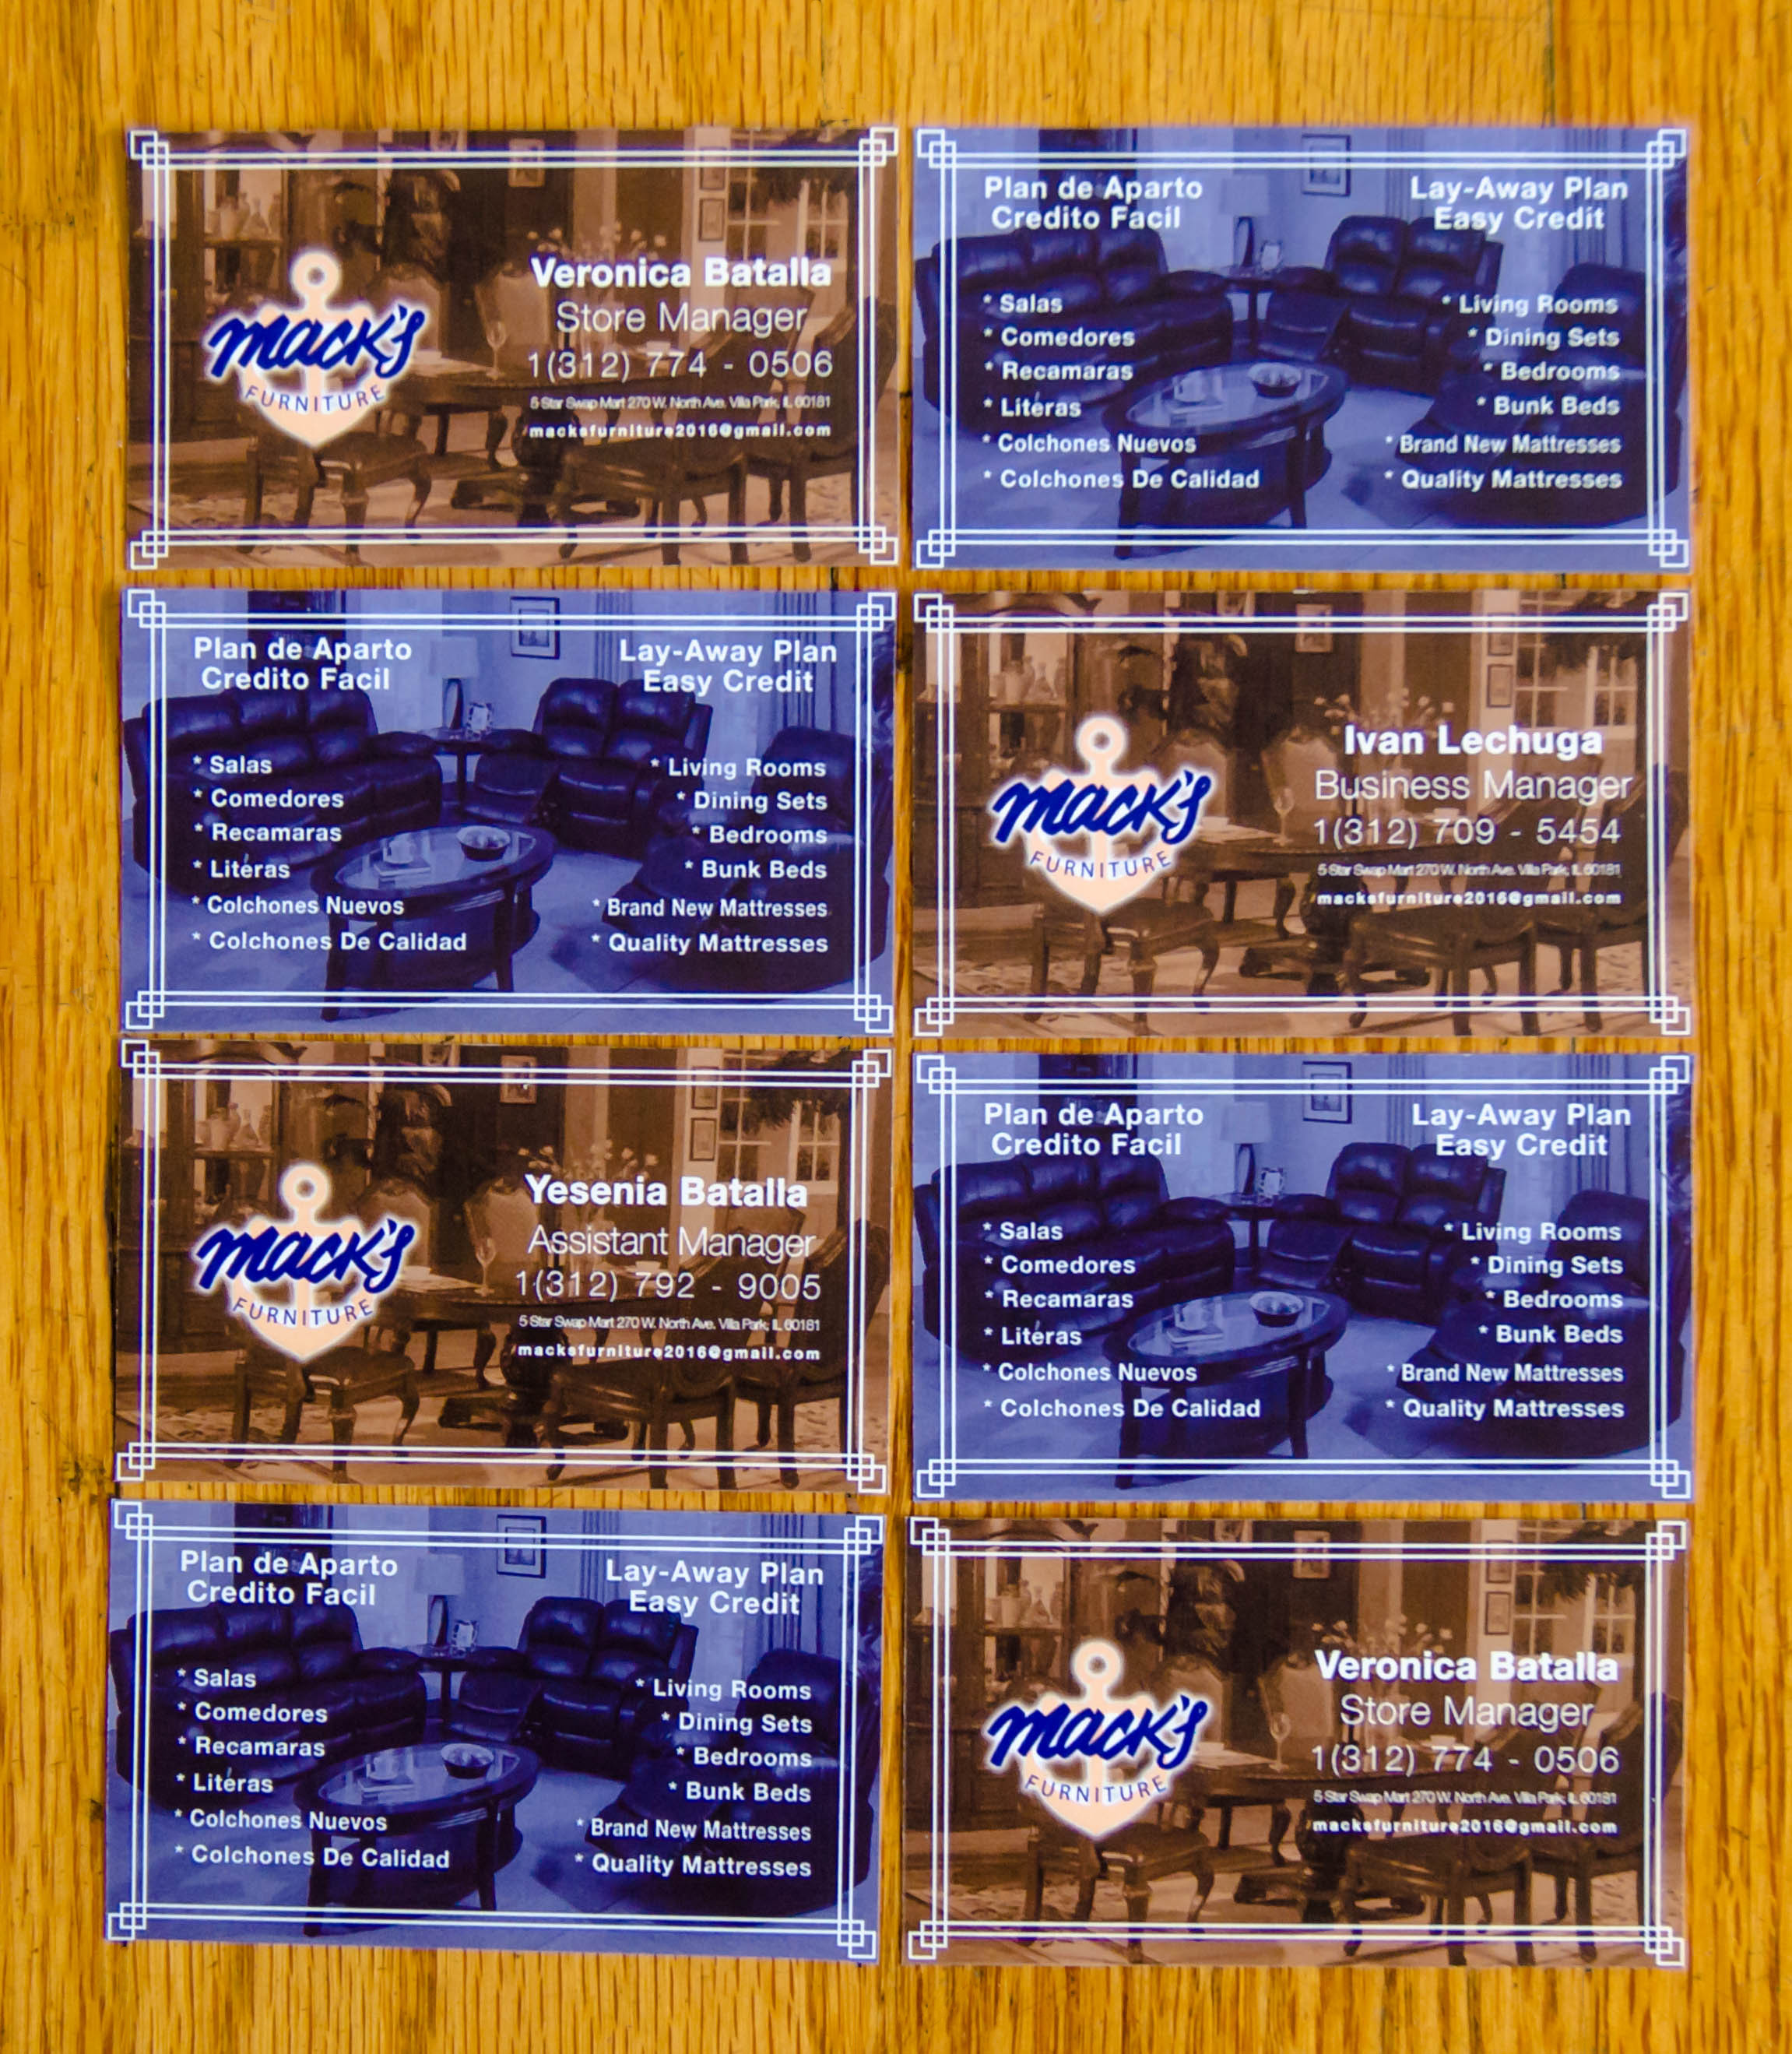 mack's
FURNITURE
Veronica Batalla
Store Manager
1(312) 774 - 0506
5 Star Swap Mart 270 W. North Ave. Villa Park, IL 60181
macksfurniture2016@gmail.com
Plan de Aparto
Credito Facil
* Salas
* Comedores
* Recamaras
* Literas
* Colchones Nuevos
* Colchones De Calidad
Lay-Away Plan
Easy Credit
* Living Rooms
* Dining Sets
* Bedrooms
* Bunk Beds
* Brand New Mattresses
* Quality Mattresses
Plan de Aparto
Credito Facil
* Salas
* Comedores
* Recamaras
* Literas
* Colchones Nuevos
* Colchones De Calidad
Lay-Away Plan
Easy Credit
* Living Rooms
* Dining Sets
* Bedrooms
* Bunk Beds
* Brand New Mattresses
* Quality Mattresses
mack's
FURNITURE
Ivan Lechuga
Business Manager
1(312) 709 - 5454
5 Star Swap Mart 270 W. North Ave. Villa Park, IL 60181
macksfurniture2016@gmail.com
mack's
FURNITURE
Yesenia Batalla
Assistant Manager
1(312) 792 - 9005
5 Star Swap Mart 270 W. North Ave. Villa Park, IL 60181
macksfurniture2016@gmail.com
Plan de Aparto
Credito Facil
* Salas
* Comedores
* Recamaras
* Literas
* Colchones Nuevos
* Colchones De Calidad
Lay-Away Plan
Easy Credit
* Living Rooms
* Dining Sets
* Bedrooms
* Bunk Beds
* Brand New Mattresses
* Quality Mattresses
Plan de Aparto
Credito Facil
* Salas
* Comedores
* Recamaras
* Literas
* Colchones Nuevos
* Colchones De Calidad
Lay-Away Plan
Easy Credit
* Living Rooms
* Dining Sets
* Bedrooms
* Bunk Beds
* Brand New Mattresses
* Quality Mattresses
mack's
FURNITURE
Veronica Batalla
Store Manager
1(312) 774 - 0506
5 Star Swap Mart 270 W. North Ave. Villa Park, IL 60181
macksfurniture2016@gmail.com